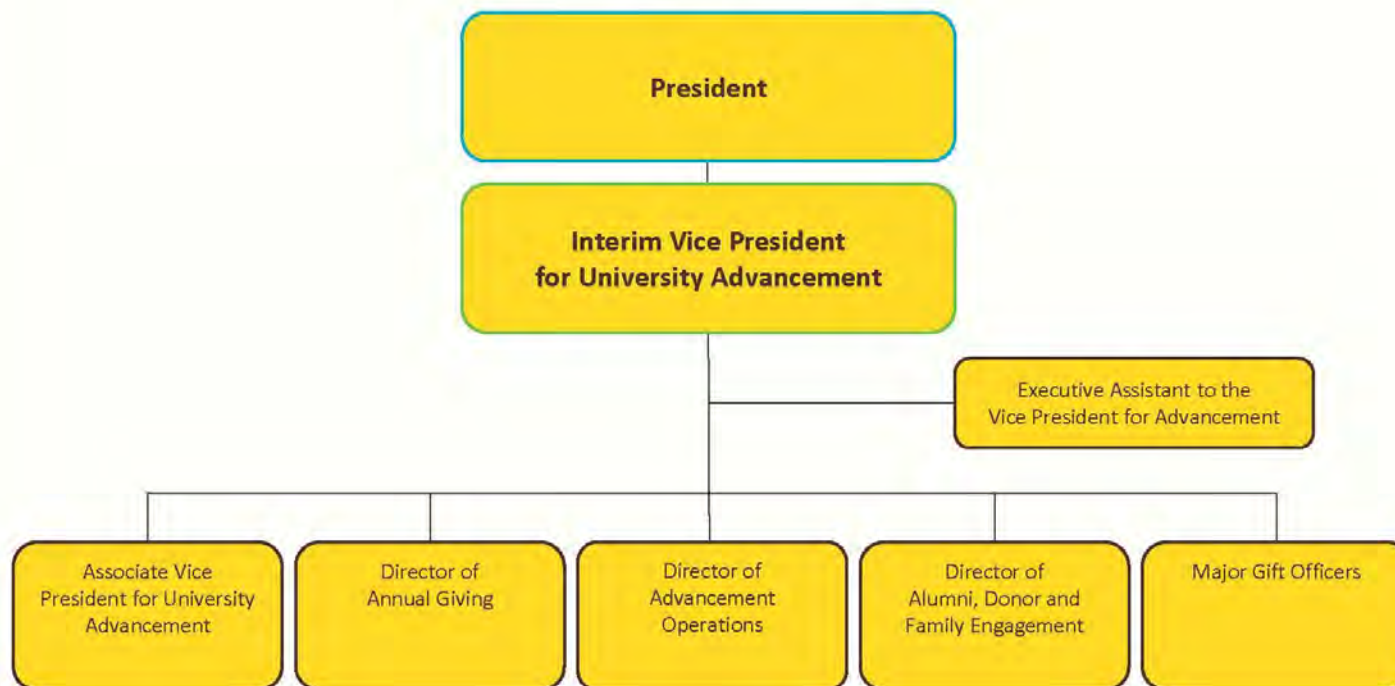 President
Interim Vice President
for University Advancement
Executive Assistant to the
Vice President for Advancement
Associate Vice
President for University
Advancement
Director of
Annual Giving
Director of
Advancement
Operations
Director of
Alumni, Donor and
Family Engagement
Major Gift Officers